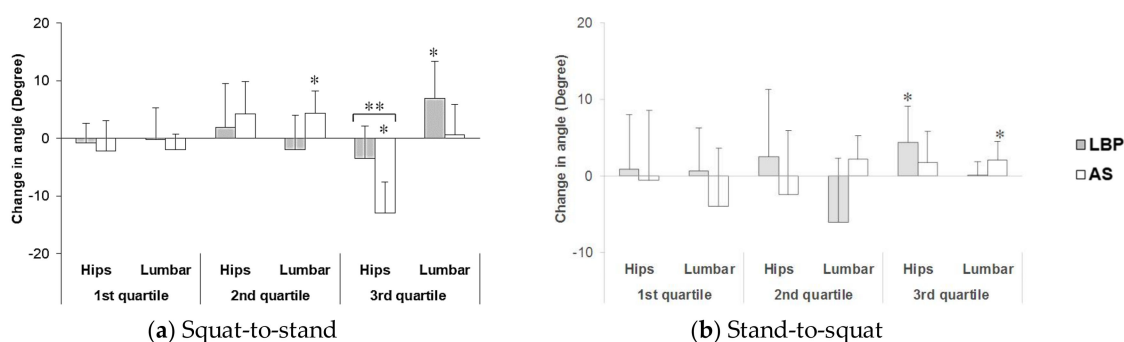 20
10
0
-10
-20
Change in angle (Degree)
*
**
*
*
Hips Lumbar Hips Lumbar Hips Lumbar
1st quartile 2nd quartile 3rd quartile
(a) Squat-to-stand
20
10
0
-10
Change in angle (Degree)
*
*
Hips Lumbar Hips Lumbar Hips Lumbar
1st quartile 2nd quartile 3rd quartile
(b) Stand-to-squat
LBP
AS